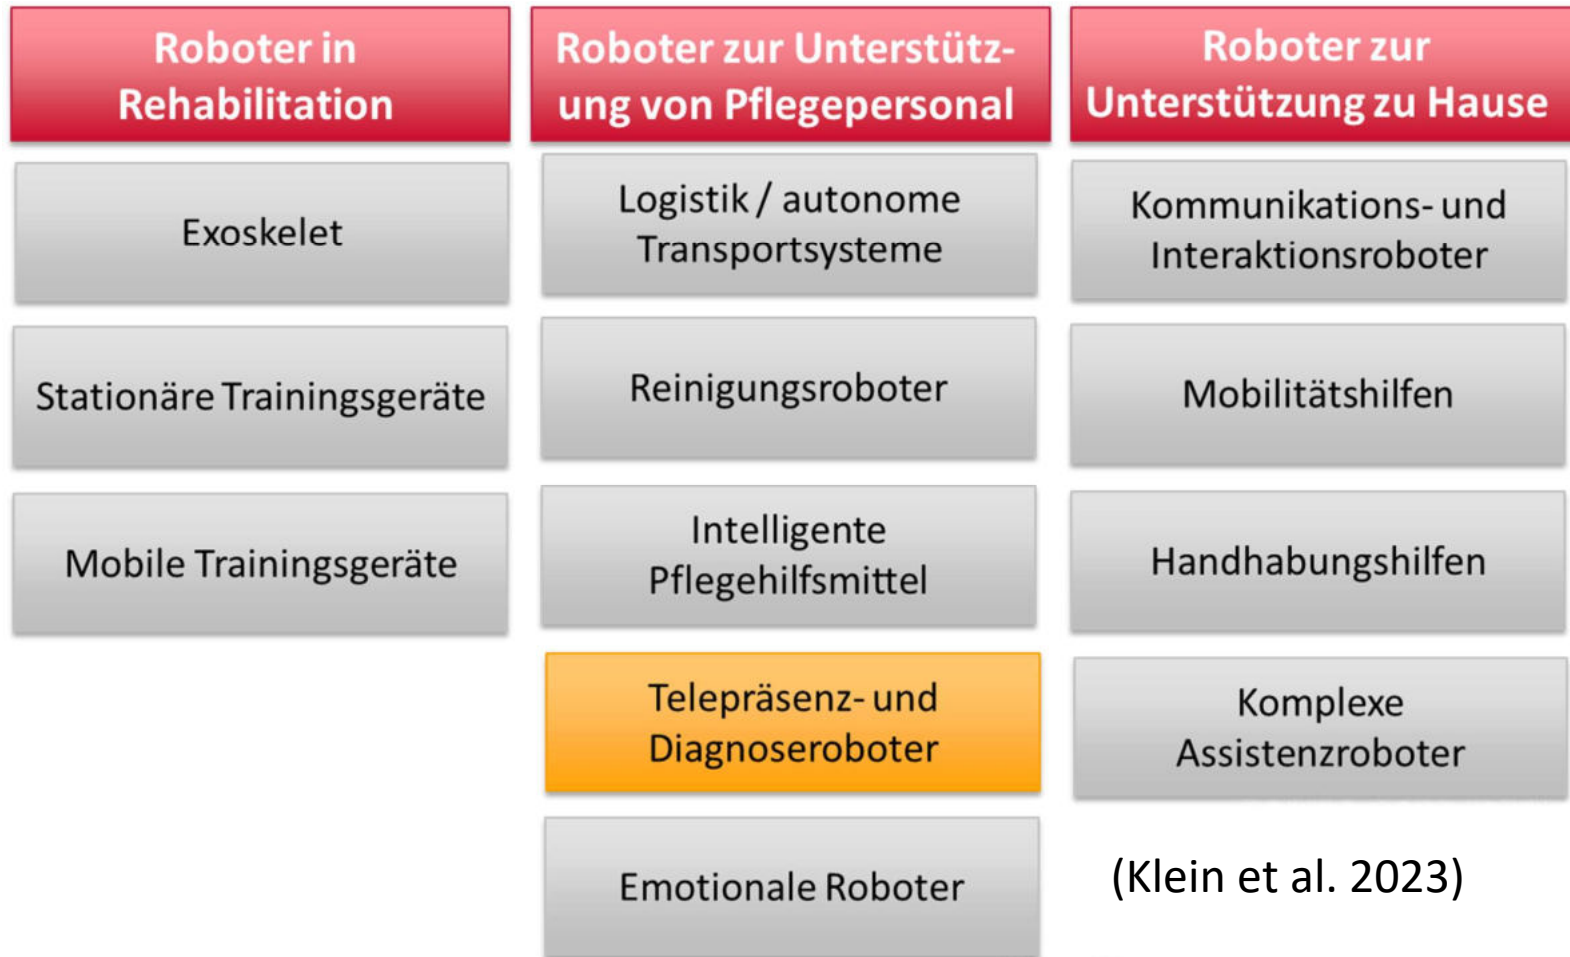 Roboter in
Rehabilitation
Exoskelet
Stationäre Trainingsgeräte
Mobile Trainingsgeräte
Roboter zur Unterstütz-
ung von Pflegepersonal
Logistik / autonome
Transportsysteme
Reinigungsroboter
Intelligente
Pflegehilfsmittel
Telepräsenz- und
Diagnoseroboter
Emotionale Roboter
Roboter zur
Unterstützung zu Hause
Kommunikations- und
Interaktionsroboter
Mobilitätshilfen
Handhabungshilfen
Komplexe
Assistenzroboter
(Klein et al. 2023)